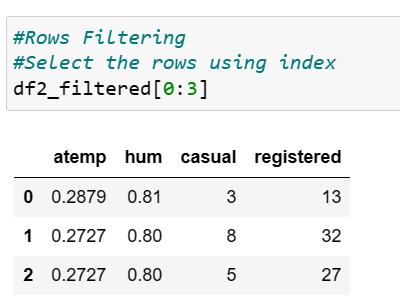 #Rows Filtering
#Select the rows using index
df2_filtered[0:3]
atemp hum casual registered
0 0.2879 0.81 3 13
1 0.2727 0.80 8 32
2 0.2727 0.80 5 27